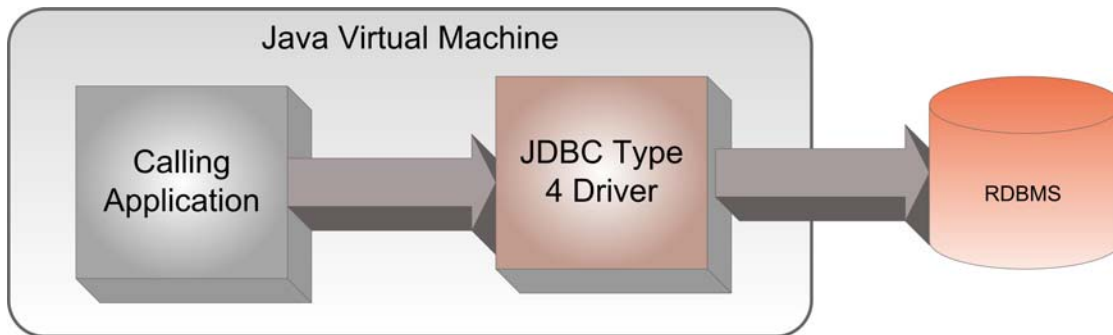 Java Virtual Machine
Calling
Application
JDBC Type
4 Driver
RDBMS